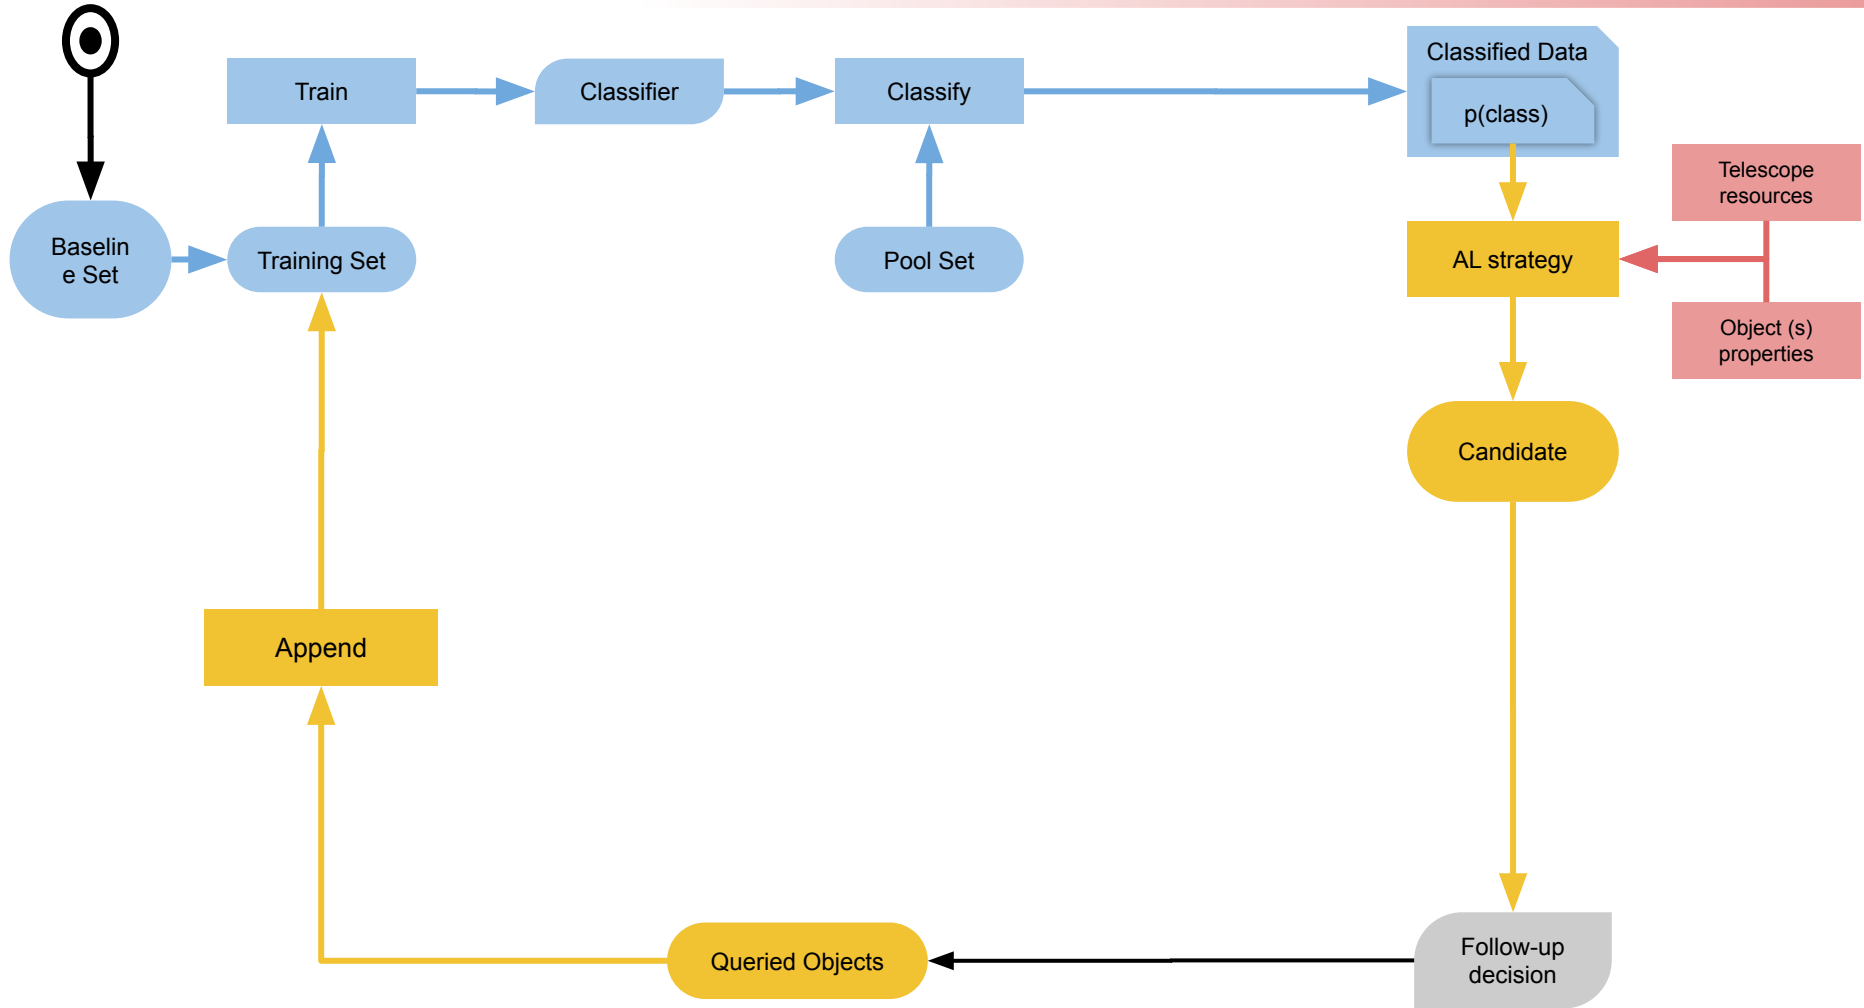 Train
Classifier
Classify
Classified Data
p(class)
Telescope
resources
Baselin
e Set
Training Set
Pool Set
AL strategy
Object (s)
properties
Candidate
Append
Queried Objects
Follow-up
decision